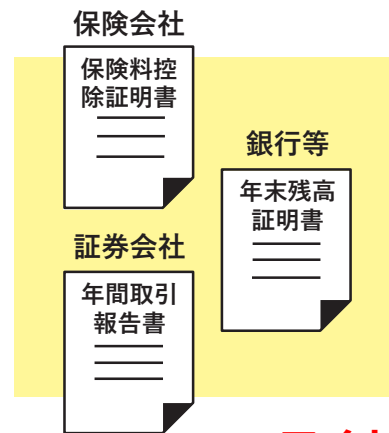 保険会社
保険料控
除証明書
銀行等
年末残高
証明書
証券会社
年間取引
報告書